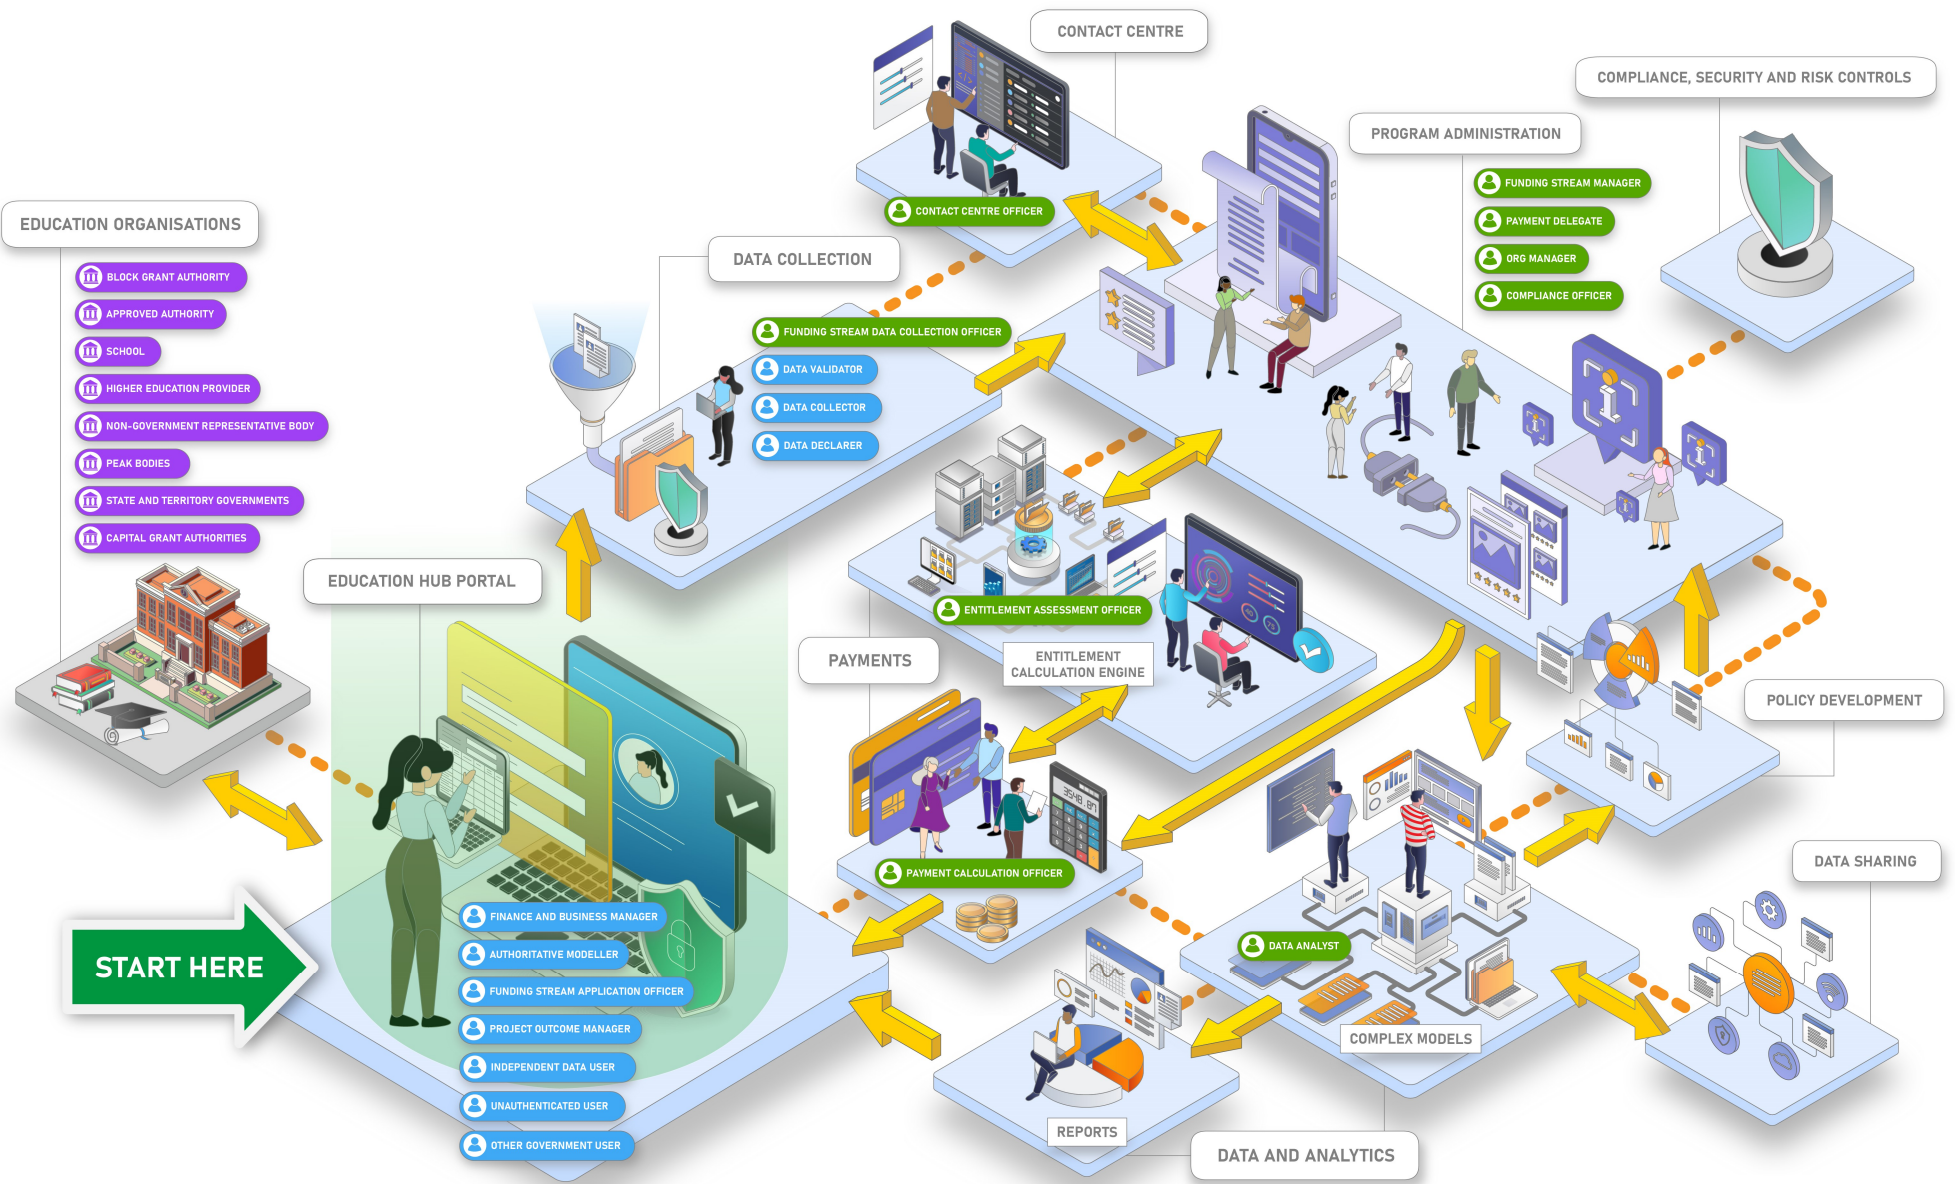 CONTACT CENTRE
CONTACT CENTRE OFFICER
COMPLIANCE, SECURITY AND RISK CONTROLS
PROGRAM ADMINISTRATION
FUNDING STREAM MANAGER
PAYMENT DELEGATE
ORG MANAGER
COMPLIANCE OFFICER
EDUCATION ORGANISATIONS
BLOCK GRANT AUTHORITY
APPROVED AUTHORITY
SCHOOL
HIGHER EDUCATION PROVIDER
NON-GOVERNMENT REPRESENTATIVE BODY
PEAK BODIES
STATE AND TERRITORY GOVERNMENTS
CAPITAL GRANT AUTHORITIES
DATA COLLECTION
FUNDING STREAM DATA COLLECTION OFFICER
DATA VALIDATOR
DATA COLLECTOR
DATA DECLARER
EDUCATION HUB PORTAL
ENTITLEMENT ASSESSMENT OFFICER
ENTITLEMENT
CALCULATION ENGINE
40
75
PAYMENTS
3548.87
PAYMENT CALCULATION OFFICER
POLICY DEVELOPMENT
DATA SHARING
START HERE
FINANCE AND BUSINESS MANAGER
AUTHORITATIVE MODELLER
FUNDING STREAM APPLICATION OFFICER
PROJECT OUTCOME MANAGER
INDEPENDENT DATA USER
UNAUTHENTICATED USER
OTHER GOVERNMENT USER
DATA ANALYST
COMPLEX MODELS
REPORTS
DATA AND ANALYTICS